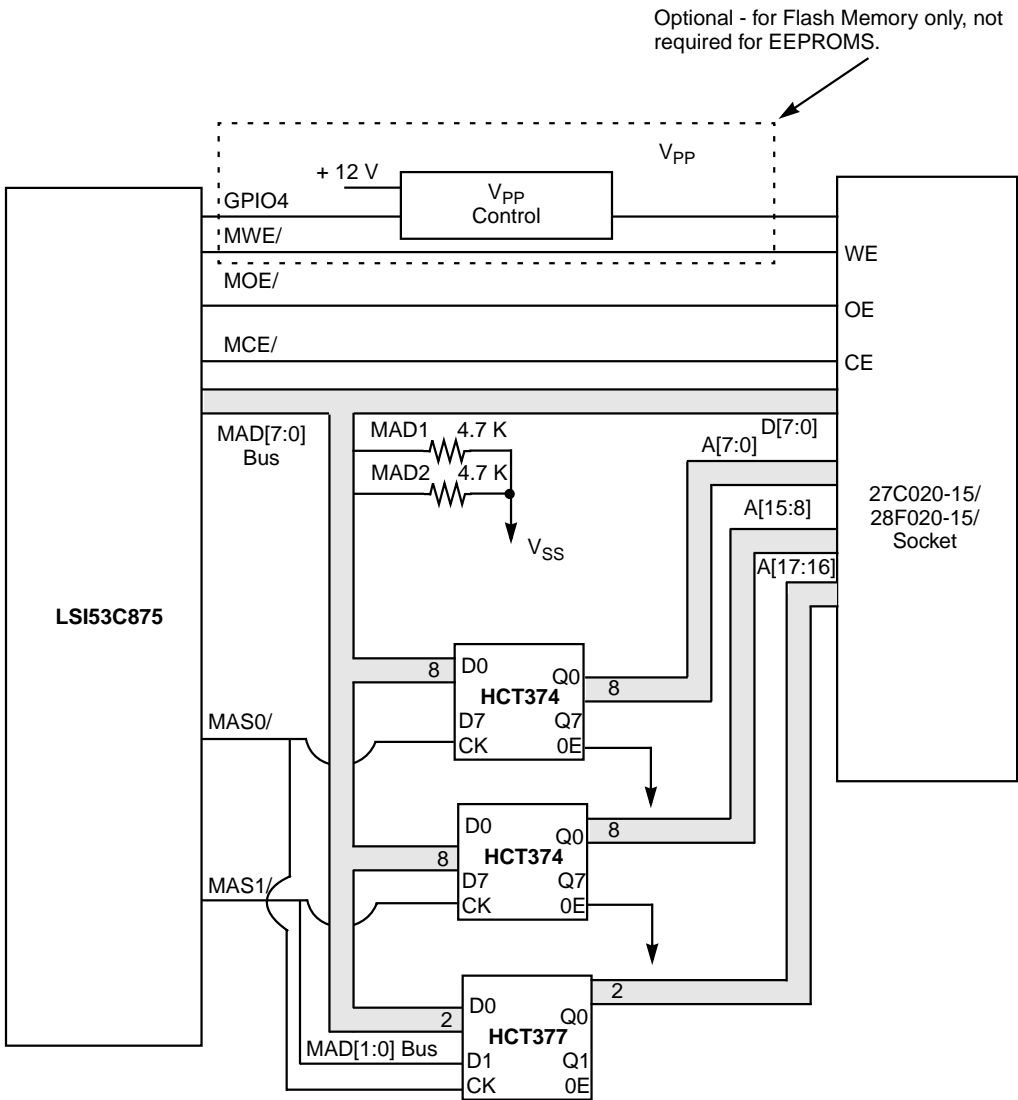 Optional - for Flash Memory only, not
required for EEPROMS.
VPP
+ 12 V
VPP
Control
GPIO4
MWE/
WE
MOE/
OE
MCE/
CE
MAD[7:0]
Bus
MAD1 4.7 K
MAD2 4.7 K
VSS
D[7:0]
A[7:0]
A[15:8]
A[17:16]
27C020-15/
28F020-15/
Socket
LSI53C875
8
D0
Q0
8
HCT374
D7
Q7
CK
0E
MAS0/
D0
Q0
8
8
HCT374
D7
Q7
CK
0E
MAS1/
2
D0
Q0
2
HCT377
MAD[1:0] Bus
D1
Q1
CK
0E